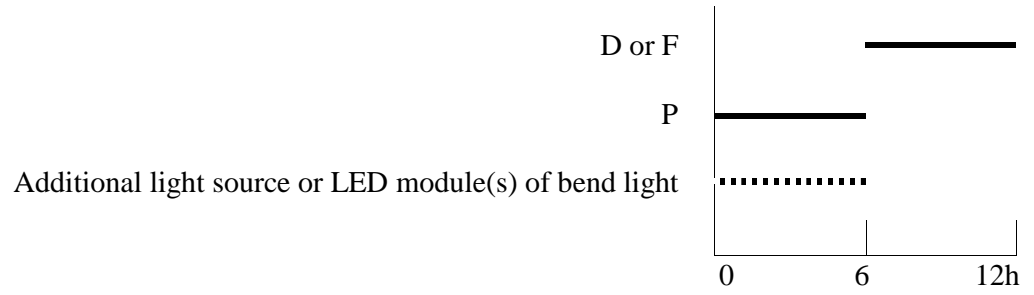 D or F
P
Additional light source or LED module(s) of bend light
0 6 12h